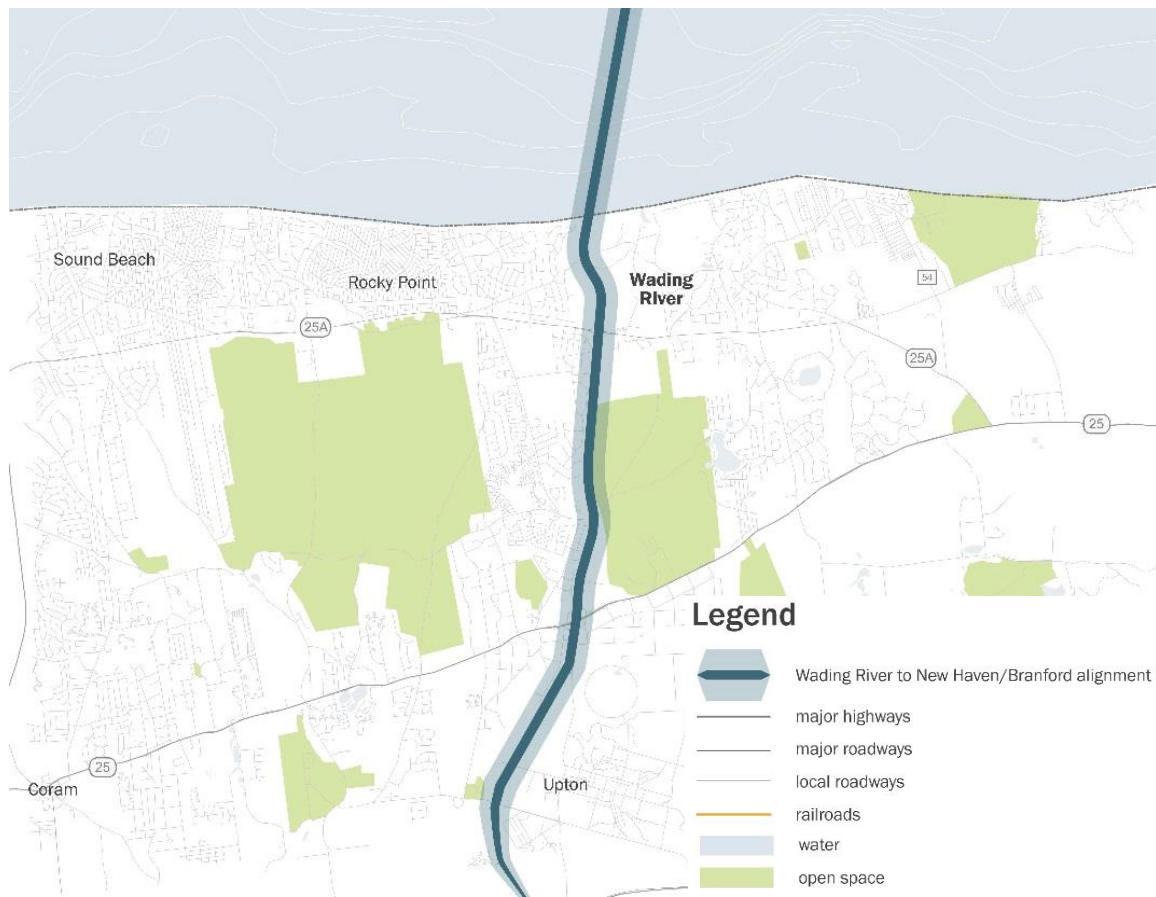 Sound Beach
Rocky Point
Wading
River
54
25A
25A
25
25
Coram
Upton
Legend
Wading River to New Haven/Branford alignment
major highways
major roadways
local roadways
railroads
water
open space